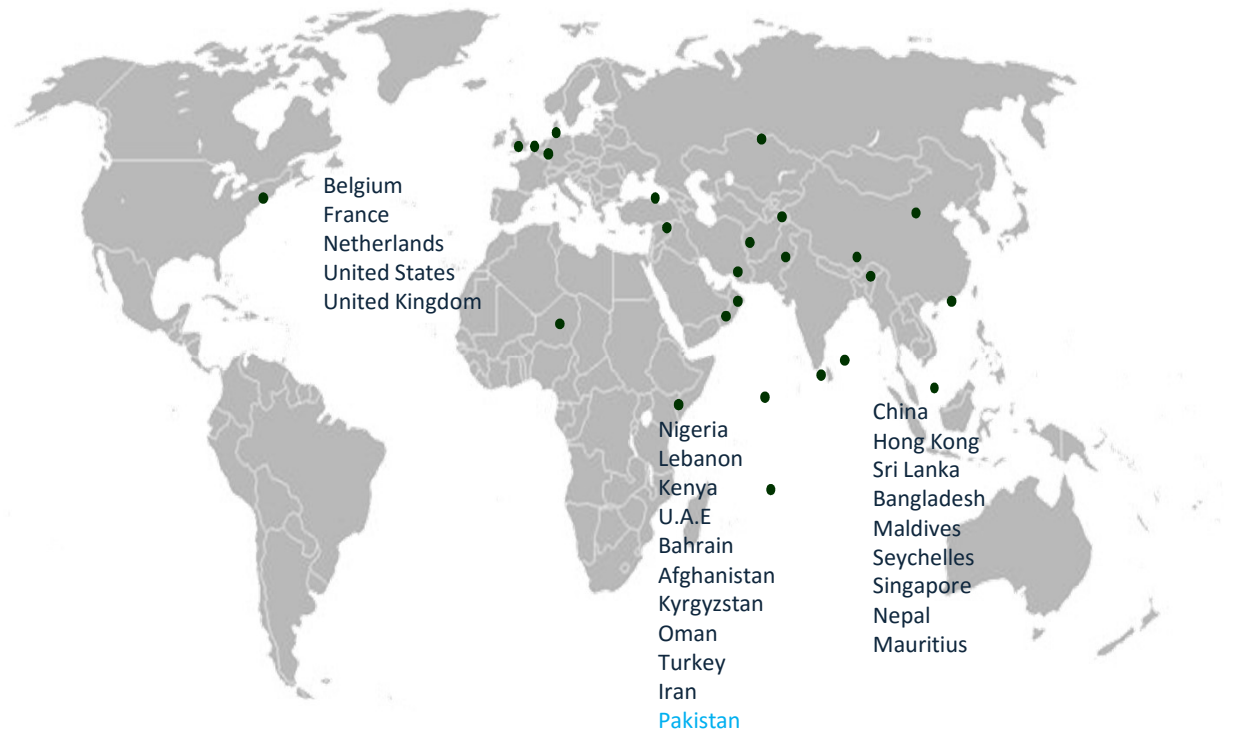 Belgium
France
Netherlands
United States
United Kingdom
Nigeria
Lebanon
Kenya
U.A.E
Bahrain
Afghanistan
Kyrgyzstan
Oman
Turkey
Iran
Pakistan
China
Hong Kong
Sri Lanka
Bangladesh
Maldives
Seychelles
Singapore
Nepal
Mauritius